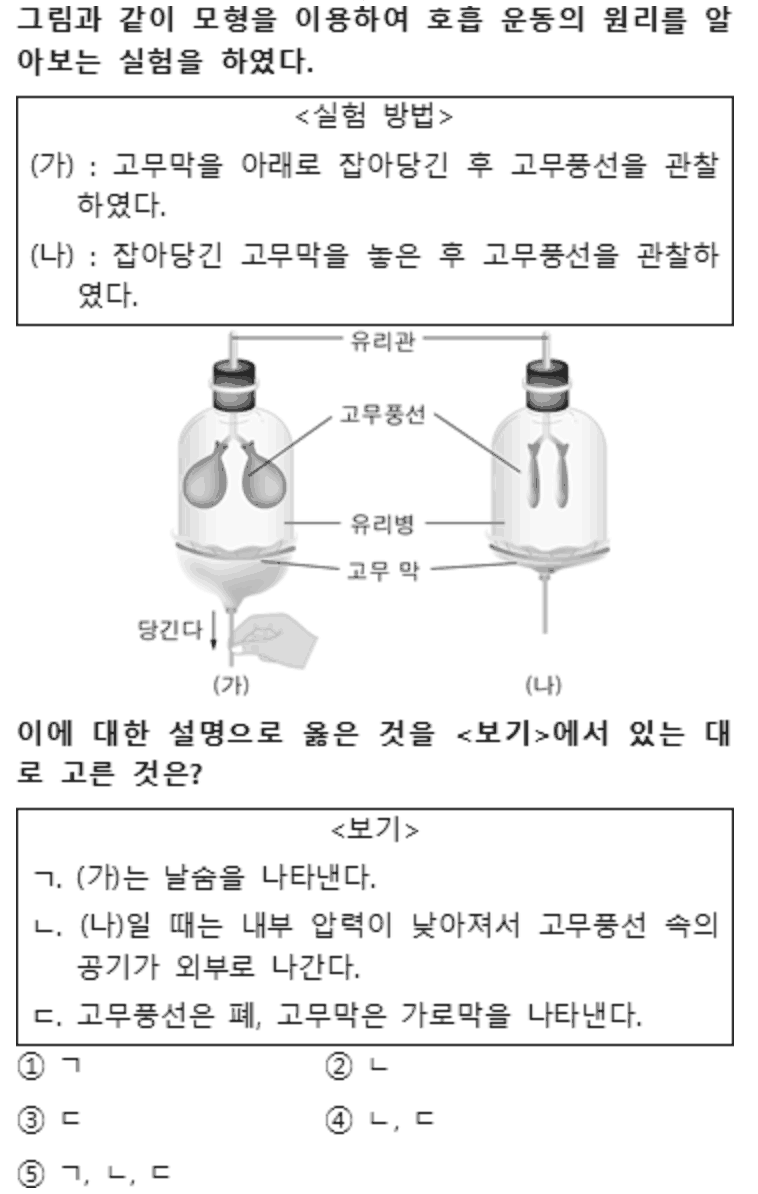 그림과 같이 모형을 이용하여 호흡 운동의 원리를 알
아보는 실험을 하였다.
<실험 방법>
(가) : 고무막을 아래로 잡아당긴 후 고무풍선을 관찰
하였다.
(나) : 잡아당긴 고무막을 놓은 후 고무풍선을 관찰하
였다.
유리관
고무풍선
유리병
고무 막
당긴다
(가)
(나)
이에 대한 설명으로 옳은 것을 <보기>에서 있는 대
로 고른 것은?
<보기>
ㄱ. (가)는 날숨을 나타낸다.
ㄴ. (나)일 때는 내부 압력이 낮아져서 고무풍선 속의
공기가 외부로 나간다.
ㄷ. 고무풍선은 폐, 고무막은 가로막을 나타낸다.
① ㄱ
② ㄴ
③ ㄷ
④ ㄴ, ㄷ
⑤ ㄱ, ㄴ, ㄷ